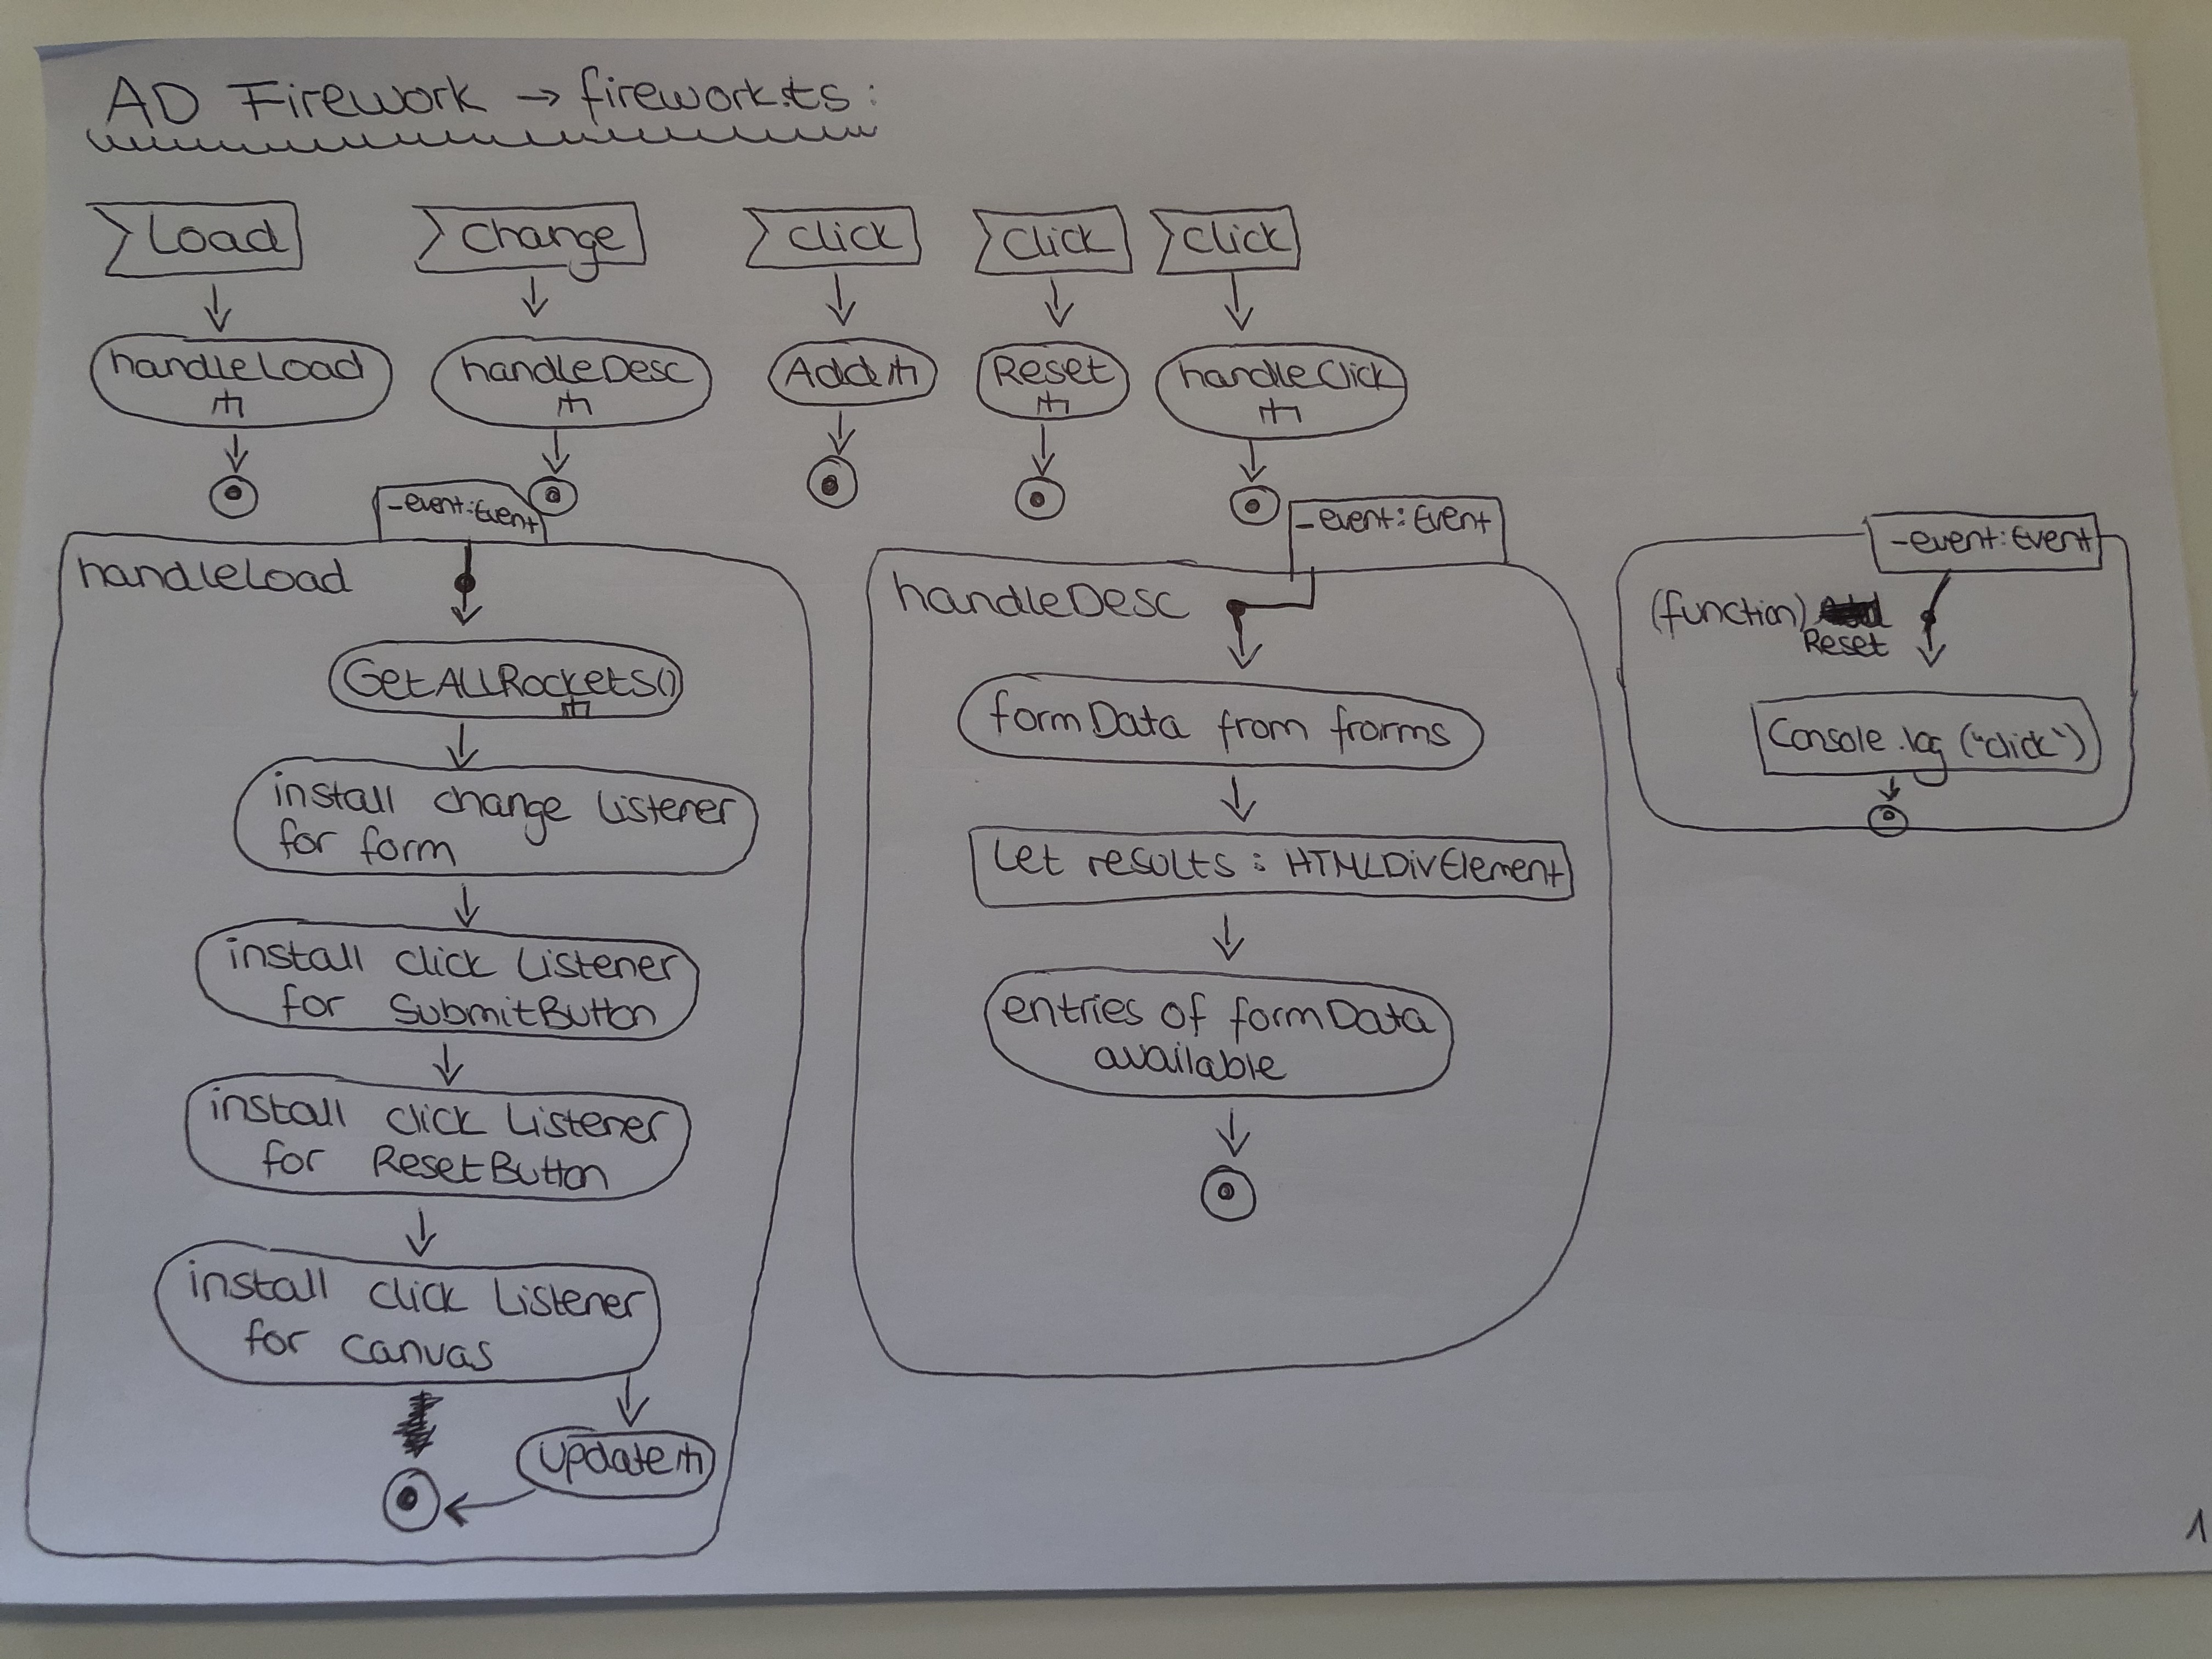 AD Firework → firework.ts:
Load
change
click
Click
click
handleLoad
handleDesc
Add
Reset
handleClick
handleload
-event:Event
GetALLRockets()
install change listener
for form
install click Listener
for SubmitButton
install click Listener
for ResetButton
install click Listener
for canvas
Update
handleDesc
-event:Event
formData from froms
Let results: HTMLDivElement
entries of formData
available
(function)
Reset
-event:Event
Console.log ("click")
1